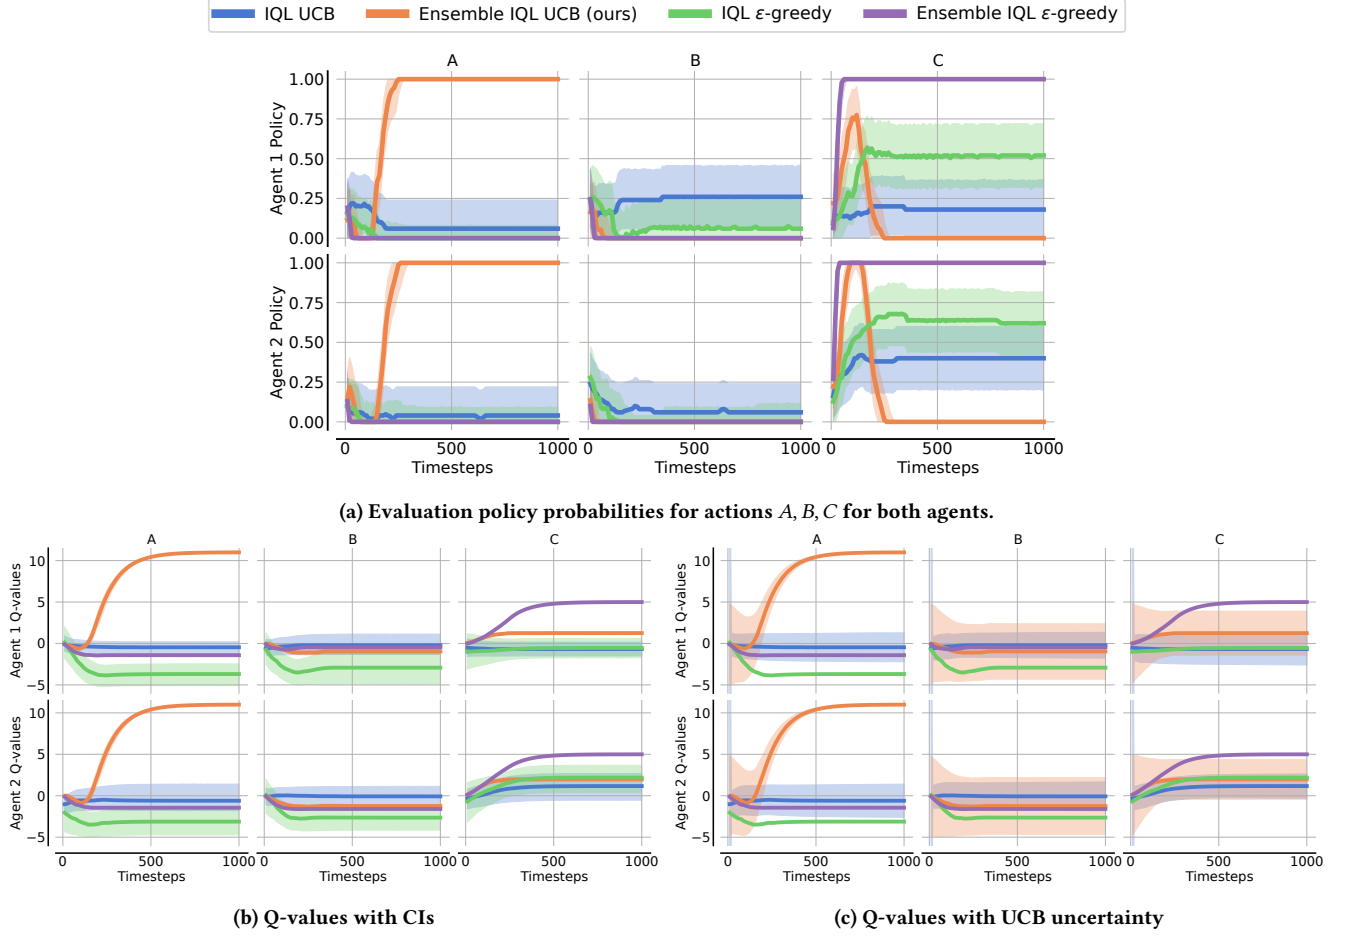 IQL UCB Ensemble IQL UCB (ours) IQL ε-greedy Ensemble IQL ε-greedy
A B C
Agent 1 Policy
1.00
0.75
0.50
0.25
0.00
Agent 2 Policy
1.00
0.75
0.50
0.25
0.00
0 500 1000 0 500 1000 0 500 1000
Timesteps Timesteps Timesteps
(a) Evaluation policy probabilities for actions A, B, C for both agents.
A B C
Agent 1 Q-values
10
5
0
−5
Agent 2 Q-values
10
5
0
−5
0 500 1000 0 500 1000 0 500 1000
Timesteps Timesteps Timesteps
(b) Q-values with CIs
A B C
Agent 1 Q-values
10
5
0
−5
Agent 2 Q-values
10
5
0
−5
0 500 1000 0 500 1000 0 500 1000
Timesteps Timesteps Timesteps
(c) Q-values with UCB uncertainty